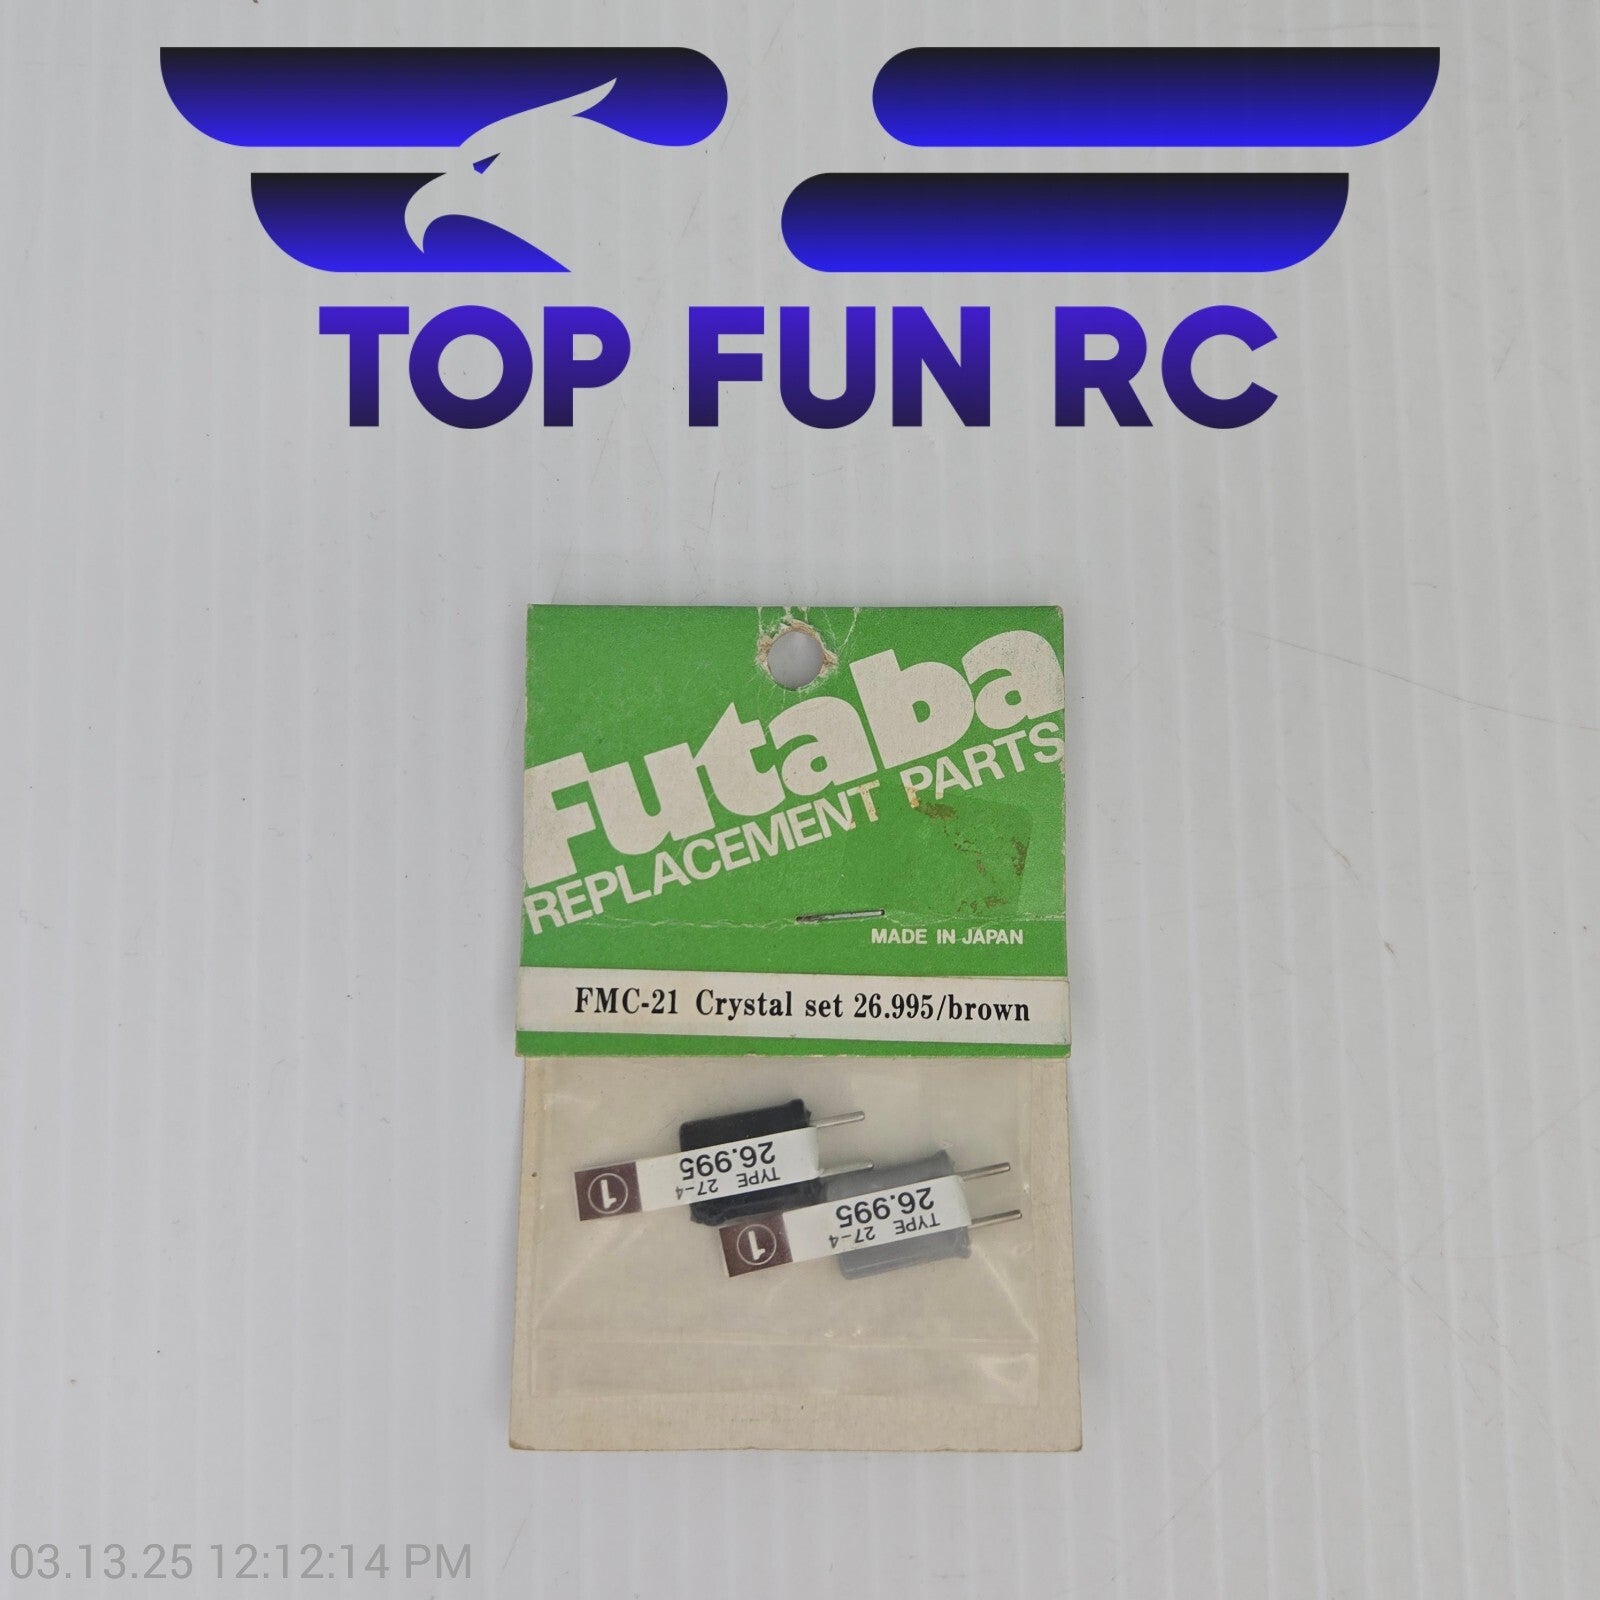 TOP FUN RC
Futaba
REPLACEMENT PARTS
MADE IN JAPAN
FMC-21 Crystal set 26.995/brown
1
26.995
TYPE 27-4
1
26.995
TYPE 27-4
03.13.25 12:12:14 PM